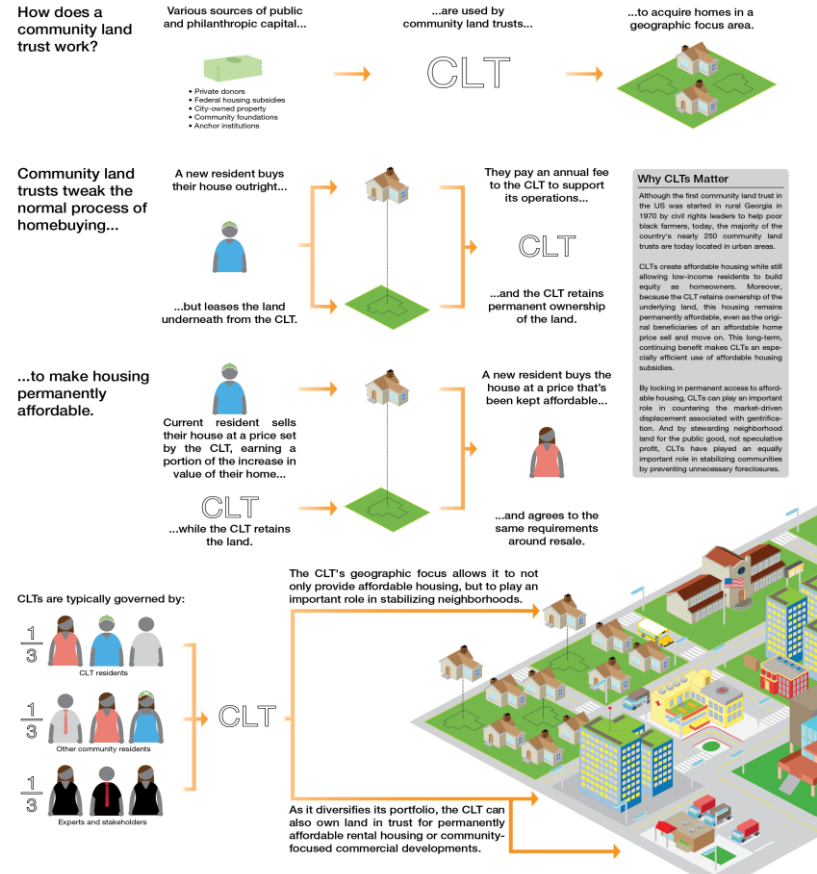 How does a
community land
trust work?
Various sources of public
and philanthropic capital...
• Private donors
• Federal housing subsidies
• City-owned property
• Community foundations
• Anchor institutions
...are used by
community land trusts...
CLT
...to acquire homes in a
geographic focus area.
Community land
trusts tweak the
normal process of
homebuying...
A new resident buys
their house outright...
...but leases the land
underneath from the CLT.
They pay an annual fee
to the CLT to support
its operations...
CLT
...and the CLT retains
permanent ownership
of the land.
Why CLTs Matter
Although the first community land trust in
the US was started in rural Georgia in
1970 by civil rights leaders to help poor
black farmers, today, the majority of the
country's nearly 250 community land
trusts are today located in urban areas.
CLTs create affordable housing while still
allowing low-income residents to build
equity as homeowners. Moreover,
because the CLT retains ownership of the
underlying land, this housing remains
permanently affordable, even as the origi-
nal beneficiaries of an affordable home
price sell and move on. This long-term,
continuing benefit makes CLTs an espe-
cially efficient use of affordable housing
subsidies.
By locking in permanent access to afford-
able housing, CLTs can play an important
role in countering the market-driven
displacement associated with gentrifica-
tion. And by stewarding neighborhood
land for the public good, not speculative
profit, CLTs have played an equally
important role in stabilizing communities
by preventing unnecessary foreclosures.
...to make housing
permanently
affordable.
Current resident sells
their house at a price set
by the CLT, earning a
portion of the increase in
value of their home...
CLT
...while the CLT retains
the land.
A new resident buys the
house at a price that's
been kept affordable...
...and agrees to the
same requirements
around resale.
CLTs are typically governed by:
1/3
CLT residents
1/3
Other community residents
1/3
Experts and stakeholders
CLT
The CLT's geographic focus allows it to not
only provide affordable housing, but to play an
important role in stabilizing neighborhoods.
As it diversifies its portfolio, the CLT can
also own land in trust for permanently
affordable rental housing or community-
focused commercial developments.